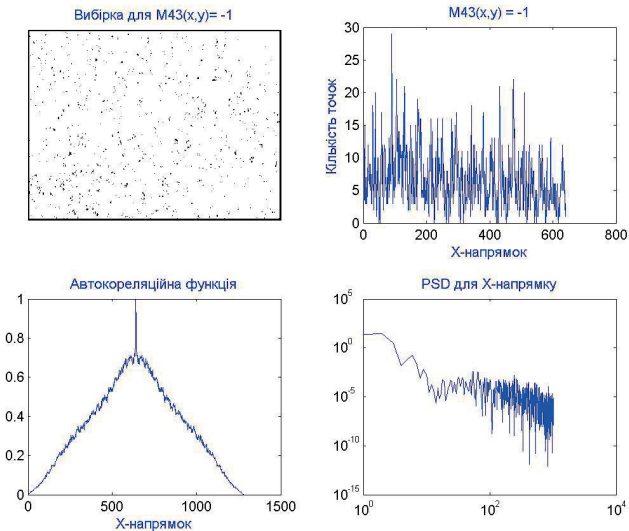 Вибірка для M43(x,y)= -1
M43(x,y) = -1
Кількість точок
30
25
20
15
10
5
0
0 200 400 600 800
X-напрямок
Автокореляційна функція
1
0.8
0.6
0.4
0.2
0
0 500 1000 1500
X-напрямок
PSD для X-напрямку
10^5
10^0
10^-5
10^-10
10^-15
10^0 10^2 10^4